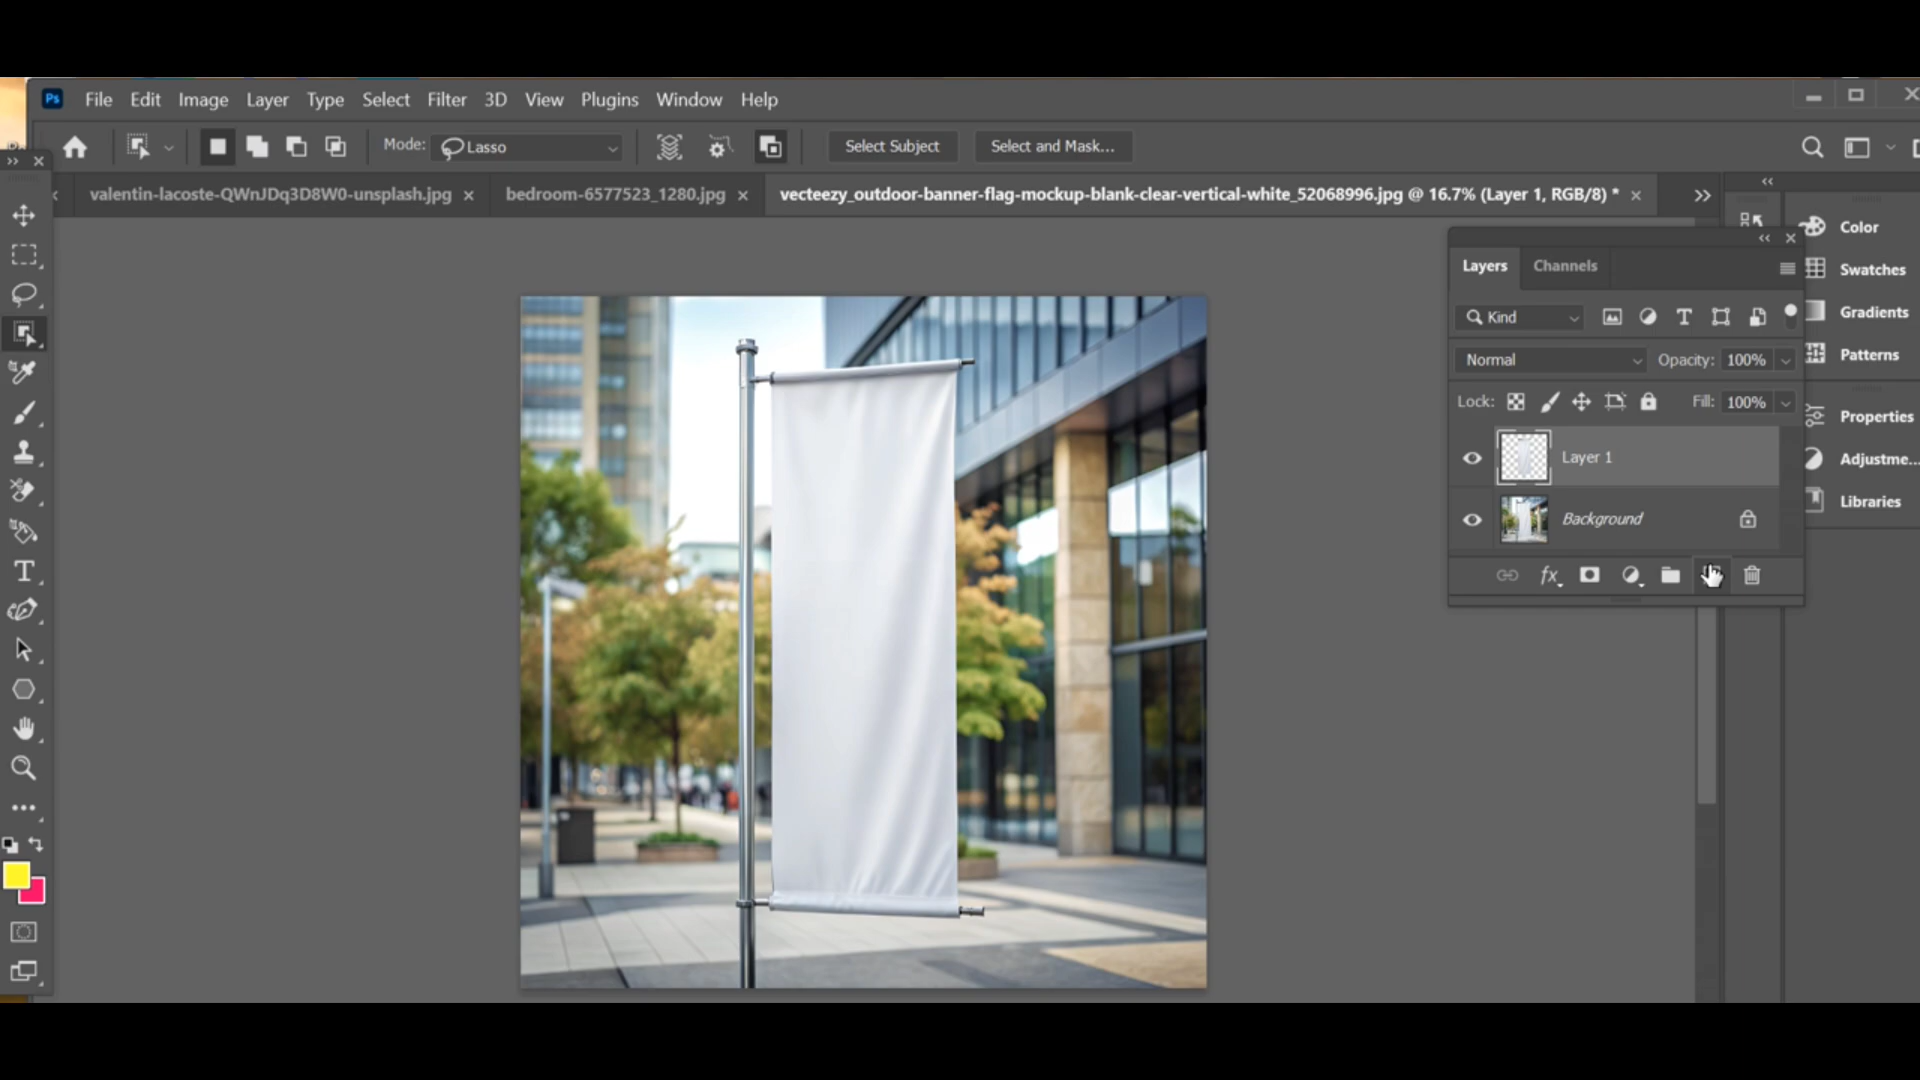 Ps File Edit Image Layer Type Select Filter 3D View Plugins Window Help
Mode: Lasso Select Subject Select and Mask...
valentin-lacoste-QWnJDq3D8W0-unsplash.jpg bedroom-6577523_1280.jpg vecteezy_outdoor-banner-flag-mockup-blank-clear-vertical-white_52068996.jpg @ 16.7% (Layer 1, RGB/8) *
Color
Layers Channels
Swatches
Kind
Gradients
Normal Opacity: 100%
Patterns
Lock: Fill: 100%
Properties
Layer 1
Adjustme...
Libraries
Background
fx